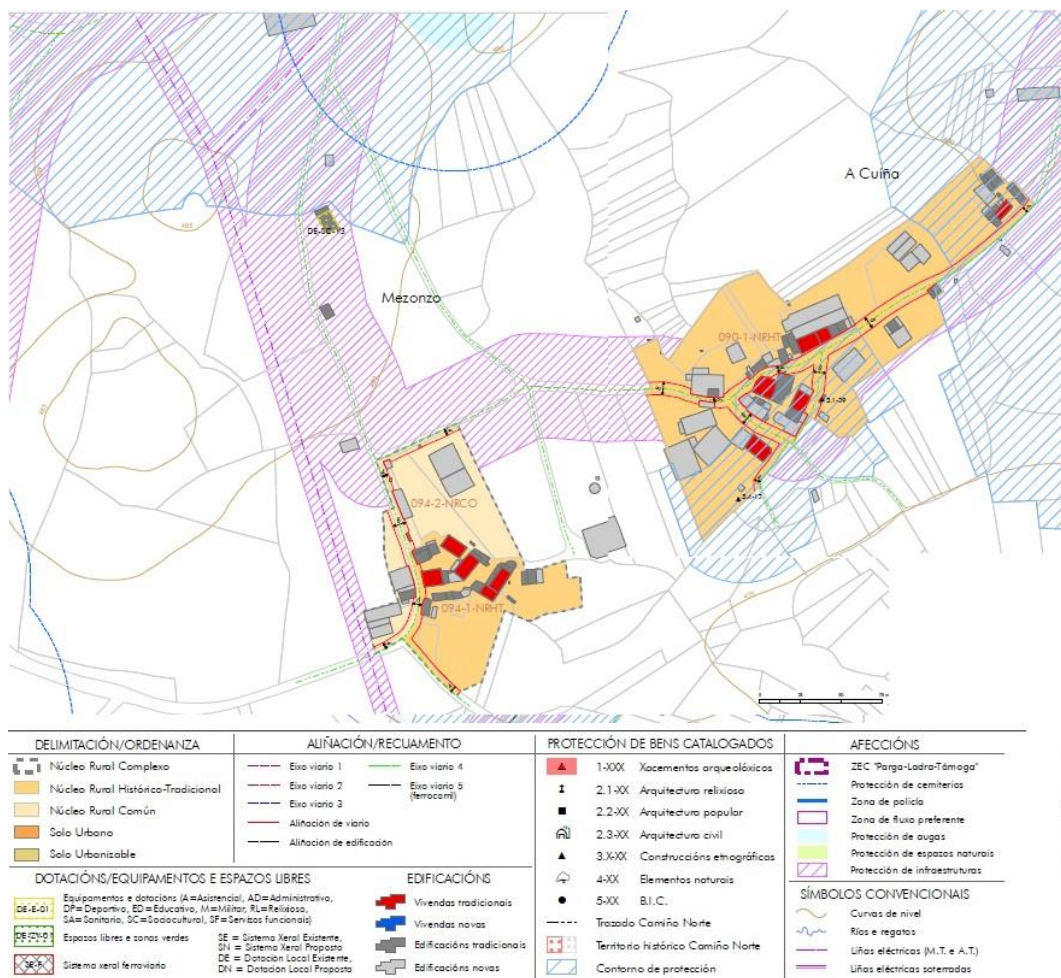 A Cuíña
485
DE-SC-13
Mezonzo
090-1-NRHT
3.1-39
094-2-NRCO
094-1-NRHT
DELIMITACIÓN/ORDENANZA
Núcleo Rural Complexo
Núcleo Rural Histórico-Tradicional
Núcleo Rural Común
Solo Urbano
Solo Urbanizable
ALIÑACIÓN/RECUAMENTO
Eixo viario 1
Eixo viario 4
Eixo viario 2
Eixo viario 5
(ferrocarril)
Eixo viario 3
Aliñación de viario
Aliñación de edificación
DOTACIÓNS/EQUIPAMENTOS E ESPAZOS LIBRES
DE-E-01
Equipamentos e dotacións (A=Asistencial, AD=Administrativo,
DP=Deportivo, ED=Educativo, M=Militar, RL=Relixioso,
SA=Sanitario, SC=Sociocultural, SF=Servizos funcionais)
DE-ZV-01
Espazos libres e zonas verdes
SE = Sistema Xeral Existente,
SN = Sistema Xeral Proposto
DE = Dotación Local Existente,
DN = Dotación Local Proposta
SE-F
Sistema xeral ferroviario
EDIFICACIÓNS
Vivendas tradicionais
Vivendas novas
Edificacións tradicionais
Edificacións novas
PROTECCIÓN DE BENS CATALOGADOS
1-XXX Xacementos arqueolóxicos
2.1-XX Arquitectura relixiosa
2.2-XX Arquitectura popular
2.3-XX Arquitectura civil
3.X-XX Construccións etnográficas
4-XX Elementos naturais
5-XX B.I.C.
Trazado Camiño Norte
Territorio histórico Camiño Norte
Contorno de protección
AFECCIÓNS
ZEC "Parga-Ladra-Támoga"
Protección de cemiterios
Zona de policía
Zona de fluxo preferente
Protección de augas
Protección de espazos naturais
Protección de infraestruturas
SÍMBOLOS CONVENCIONAIS
Curvas de nivel
Ríos e regatos
Liñas eléctricas (M.T. e A.T.)
Liñas eléctricas soterradas